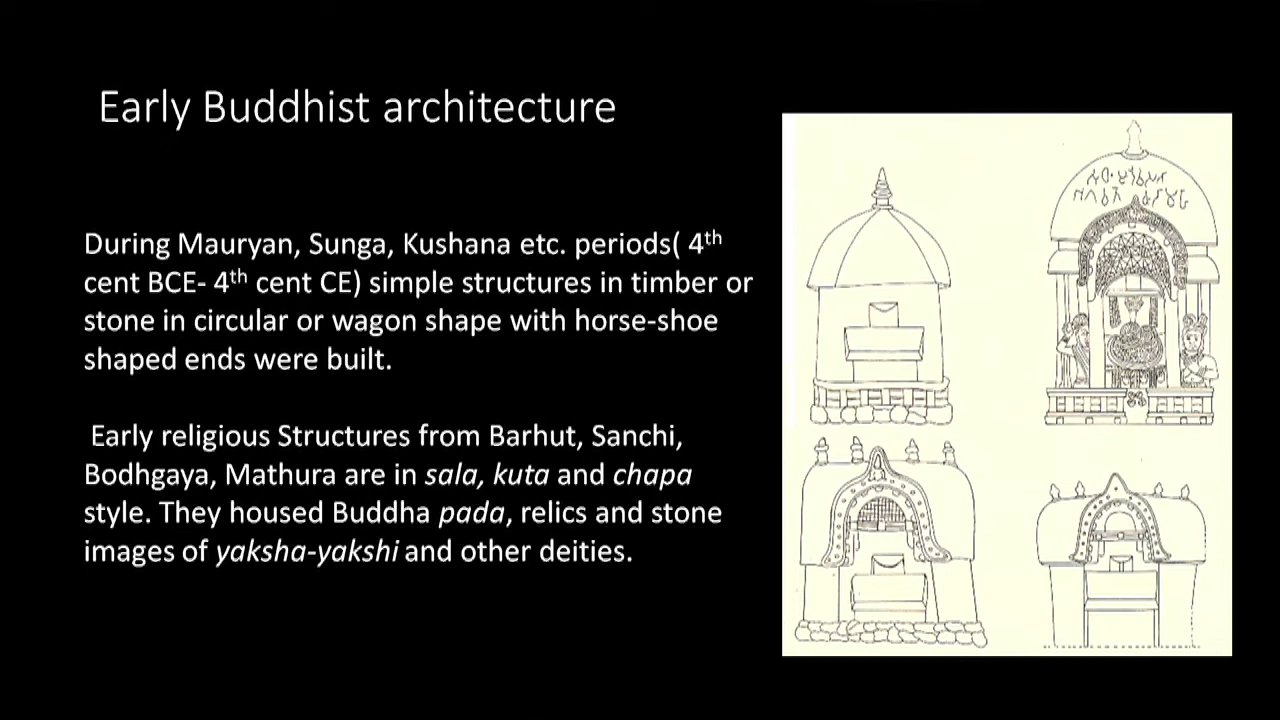 Early Buddhist architecture
During Mauryan, Sunga, Kushana etc. periods( 4th
cent BCE- 4th cent CE) simple structures in timber or
stone in circular or wagon shape with horse-shoe
shaped ends were built.
Early religious Structures from Barhut, Sanchi,
Bodhgaya, Mathura are in sala, kuta and chapa
style. They housed Buddha pada, relics and stone
images of yaksha-yakshi and other deities.